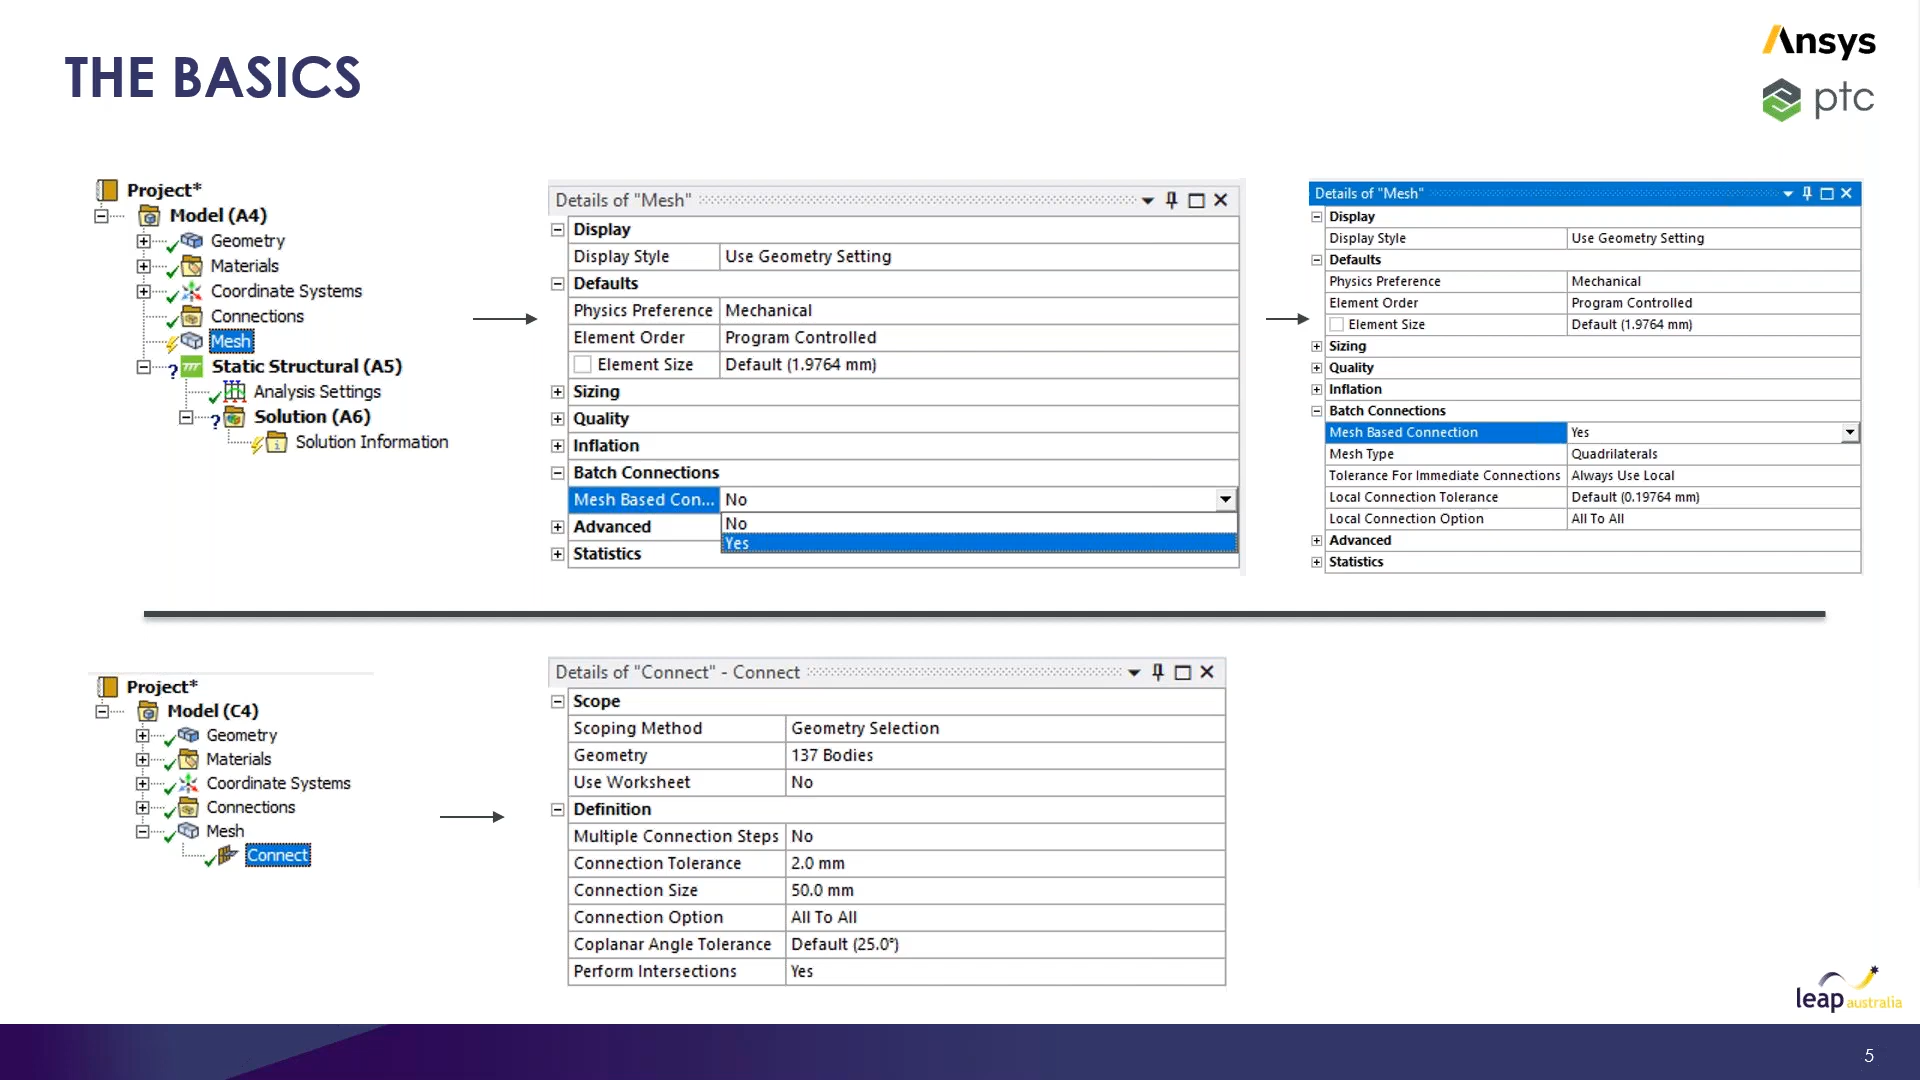 THE BASICS
Ansys
ptc
Project*
Model (A4)
Geometry
Materials
Coordinate Systems
Connections
Mesh
Static Structural (A5)
Analysis Settings
Solution (A6)
Solution Information
Details of "Mesh"
Display
Display Style Use Geometry Setting
Defaults
Physics Preference Mechanical
Element Order Program Controlled
Element Size Default (1.9764 mm)
Sizing
Quality
Inflation
Batch Connections
Mesh Based Con... No
No
Advanced
Yes
Statistics
Details of "Mesh"
Display
Display Style Use Geometry Setting
Defaults
Physics Preference Mechanical
Element Order Program Controlled
Element Size Default (1.9764 mm)
Sizing
Quality
Inflation
Batch Connections
Mesh Based Connection Yes
Mesh Type Quadrilaterals
Tolerance For Immediate Connections Always Use Local
Local Connection Tolerance Default (0.19764 mm)
Local Connection Option All To All
Advanced
Statistics
Project*
Model (C4)
Geometry
Materials
Coordinate Systems
Connections
Mesh
Connect
Details of "Connect" - Connect
Scope
Scoping Method Geometry Selection
Geometry 137 Bodies
Use Worksheet No
Definition
Multiple Connection Steps No
Connection Tolerance 2.0 mm
Connection Size 50.0 mm
Connection Option All To All
Coplanar Angle Tolerance Default (25.0°)
Perform Intersections Yes
leap australia
5